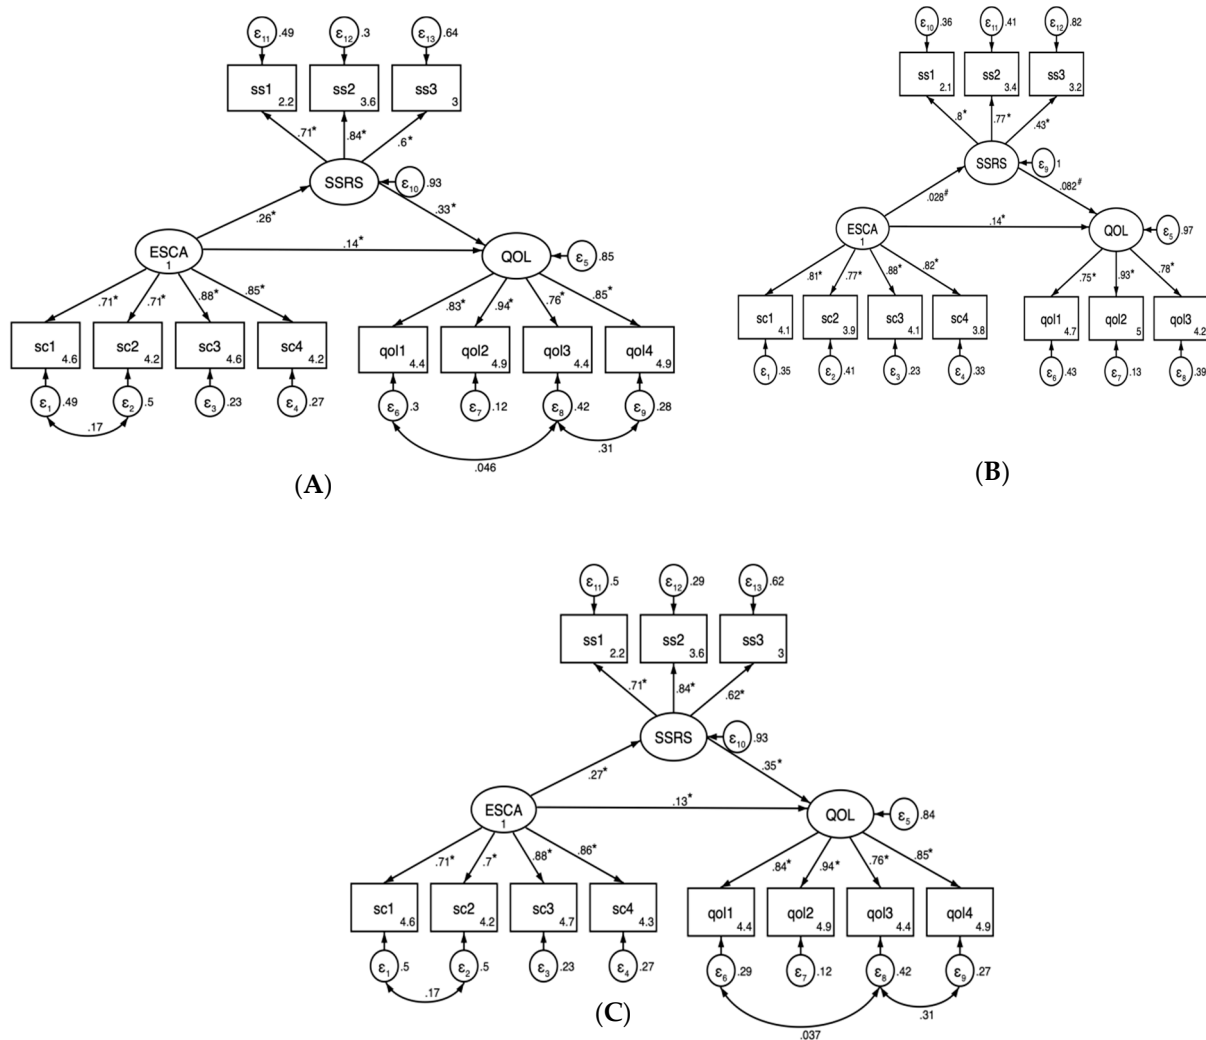 ε11 .49 ε12 .3 ε13 .64
ss1 2.2 ss2 3.6 ss3 3
.71* .84* .6*
SSRS ε10 .93
.26* .33*
ESCA 1 .14* QOL ε5 .85
.71* .71* .88* .85* .83* .94* .76* .85*
sc1 4.6 sc2 4.2 sc3 4.6 sc4 4.2 qol1 4.4 qol2 4.9 qol3 4.4 qol4 4.9
ε1 .49 ε2 .5 ε3 .23 ε4 .27 ε6 .3 ε7 .12 ε8 .42 ε9 .28
.17 .046 .31
(A)
ε10 .36 ε11 .41 ε12 .82
ss1 2.1 ss2 3.4 ss3 3.2
.8* .77* .43*
SSRS ε9 1
.028# .082#
ESCA 1 .14* QOL ε5 .97
.81* .77* .88* .82* .75* .93* .78*
sc1 4.1 sc2 3.9 sc3 4.1 sc4 3.8 qol1 4.7 qol2 5 qol3 4.2
ε1 .35 ε2 .41 ε3 .23 ε4 .33 ε6 .43 ε7 .13 ε8 .39
(B)
ε11 .5 ε12 .29 ε13 .62
ss1 2.2 ss2 3.6 ss3 3
.71* .84* .62*
SSRS ε10 .93
.27* .35*
ESCA 1 .13* QOL ε5 .84
.71* .7* .88* .86* .84* .94* .76* .85*
sc1 4.6 sc2 4.2 sc3 4.7 sc4 4.3 qol1 4.4 qol2 4.9 qol3 4.4 qol4 4.9
ε1 .5 ε2 .5 ε3 .23 ε4 .27 ε6 .29 ε7 .12 ε8 .42 ε9 .27
.17 .037 .31
(C)